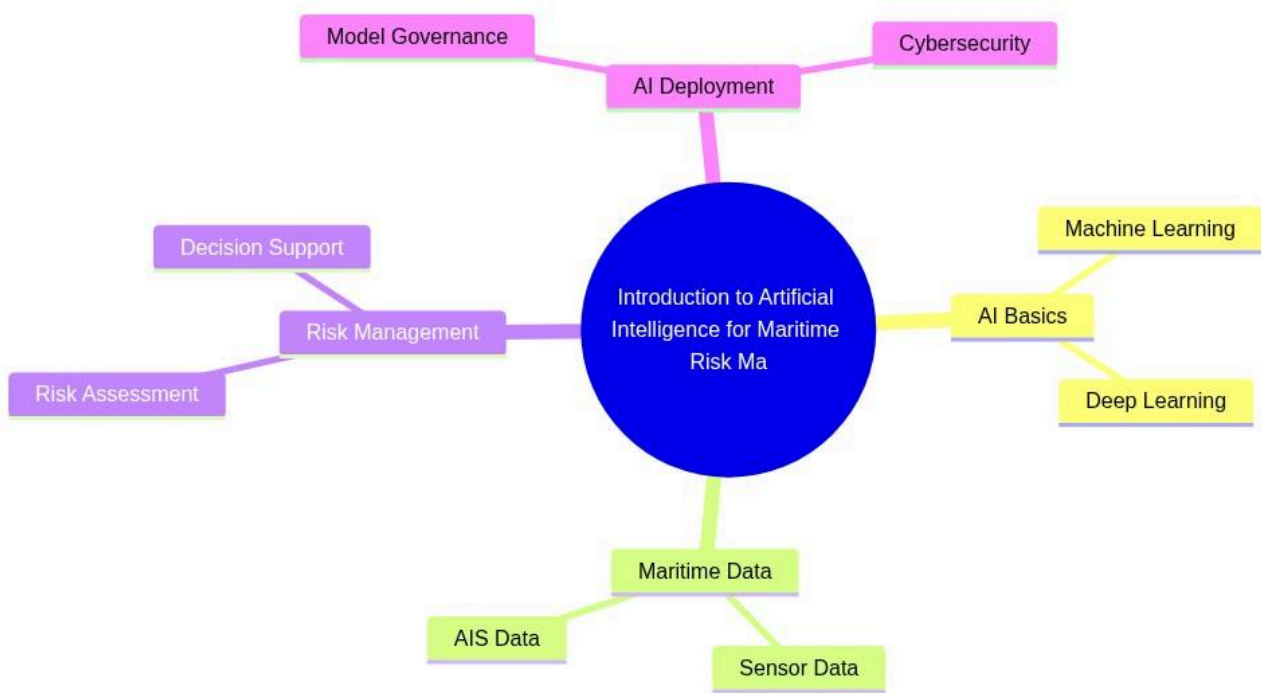 Model Governance
Cybersecurity
AI Deployment
Machine Learning
Decision Support
Introduction to Artificial
Intelligence for Maritime
Risk Ma
AI Basics
Risk Management
Risk Assessment
Deep Learning
Maritime Data
AIS Data
Sensor Data